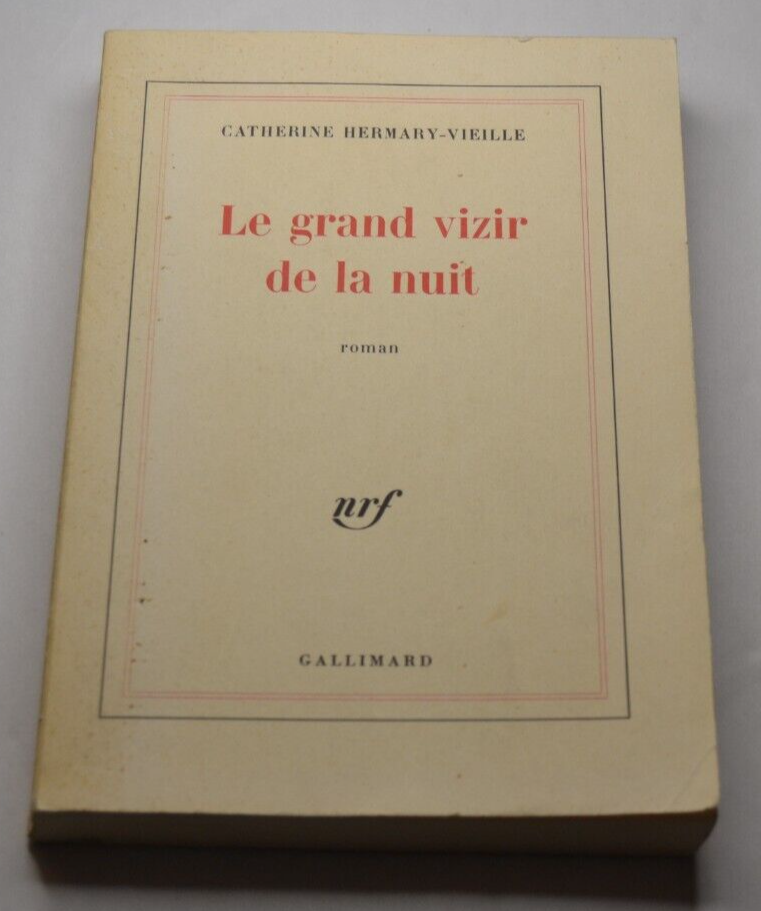 CATHERINE HERMARY-VIEILLE
Le grand vizir
de la nuit
roman
nrf
GALLIMARD